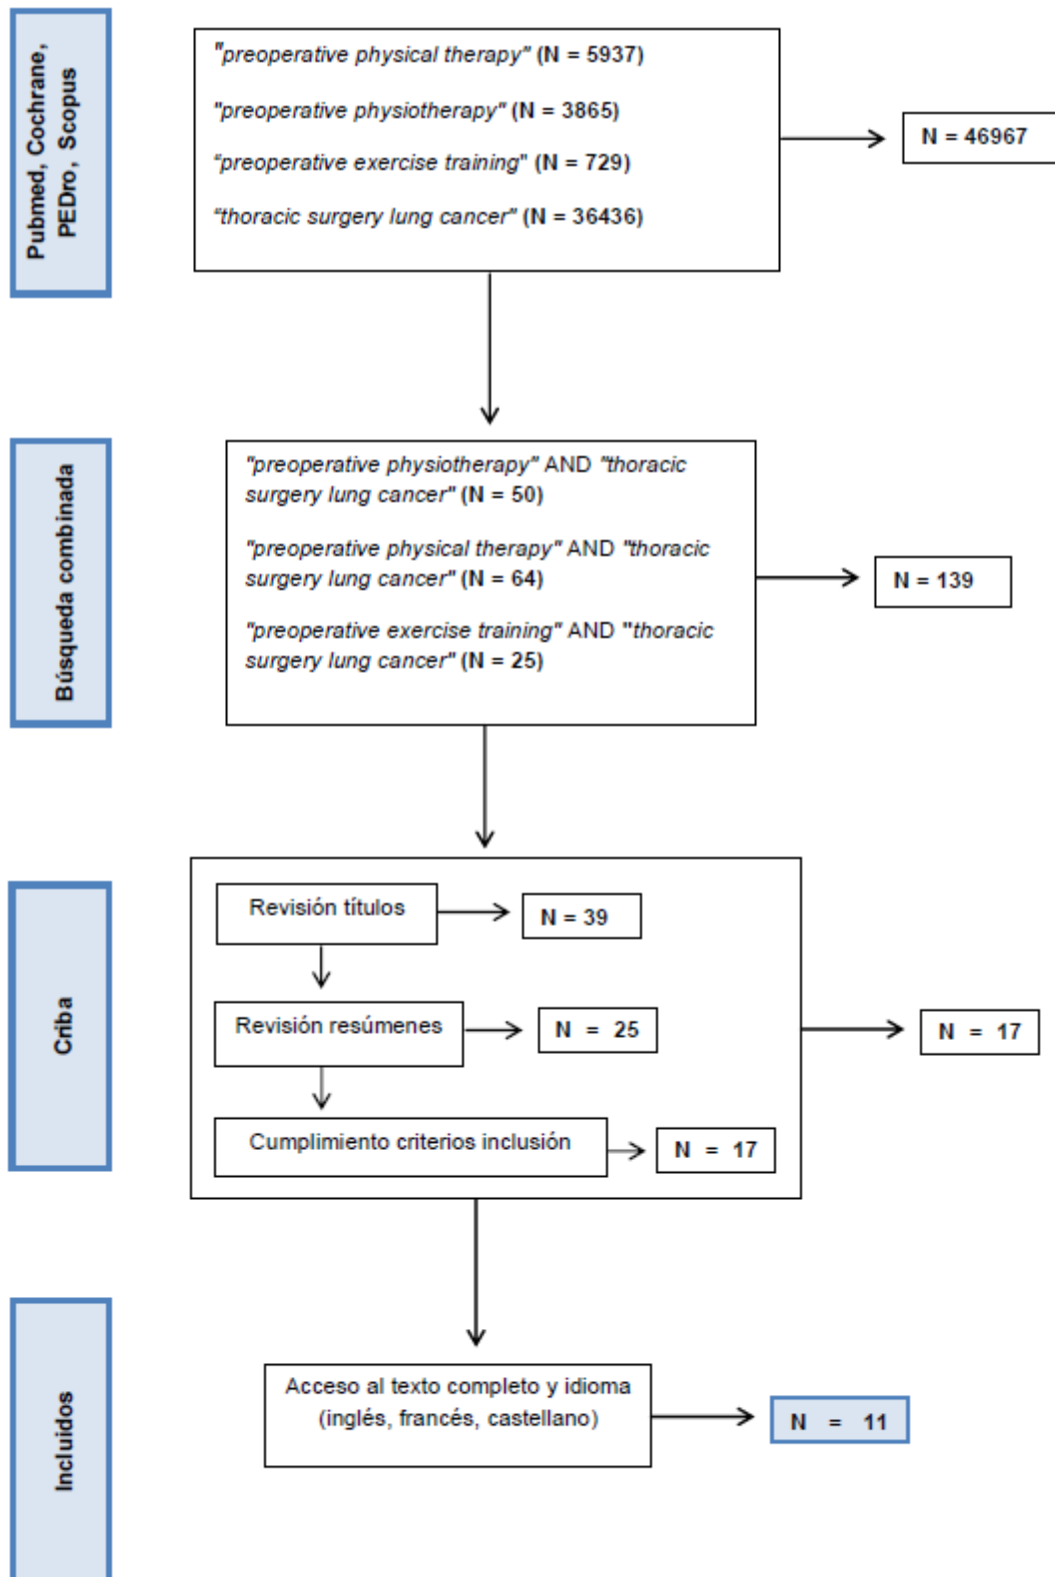 Pubmed, Cochrane,
PEDro, Scopus
"preoperative physical therapy" (N = 5937)
"preoperative physiotherapy" (N = 3865)
"preoperative exercise training" (N = 729)
"thoracic surgery lung cancer" (N = 36436)
N = 46967
Búsqueda combinada
"preoperative physiotherapy" AND "thoracic
surgery lung cancer" (N = 50)
"preoperative physical therapy" AND "thoracic
surgery lung cancer" (N = 64)
"preoperative exercise training" AND "thoracic
surgery lung cancer" (N = 25)
N = 139
Criba
Revisión títulos
N = 39
Revisión resúmenes
N = 25
Cumplimiento criterios inclusión
N = 17
N = 17
Incluidos
Acceso al texto completo y idioma
(inglés, francés, castellano)
N = 11